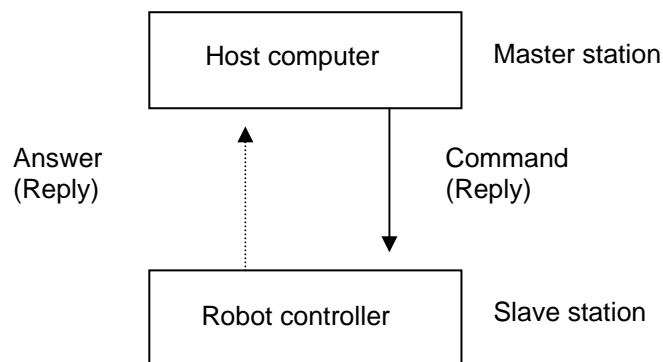 Host computer
Master station
Answer
(Reply)
Command
(Reply)
Robot controller
Slave station